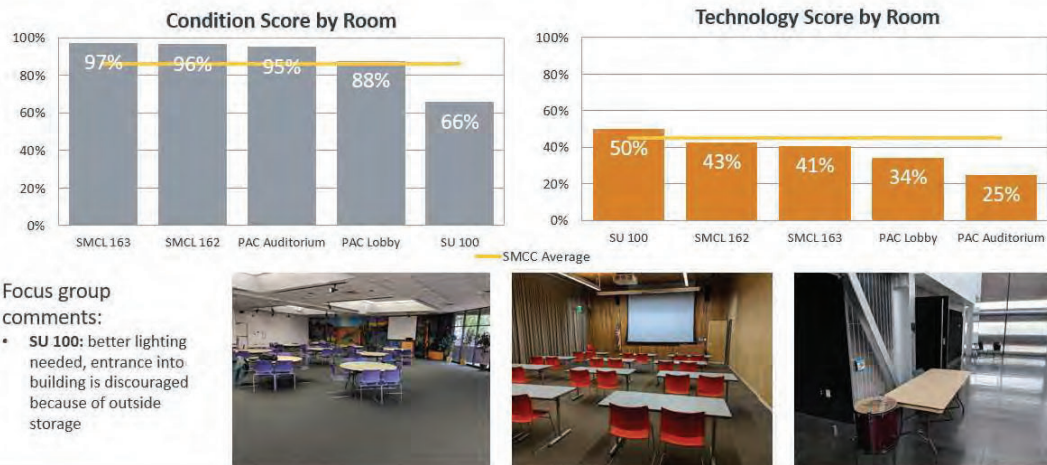 Condition Score by Room
100%
80%
60%
40%
20%
0%
97%
96%
95%
88%
66%
SMCL 163
SMCL 162
PAC Auditorium
PAC Lobby
SU 100
Technology Score by Room
100%
80%
60%
40%
20%
0%
50%
43%
41%
34%
25%
SU 100
SMCL 162
SMCL 163
PAC Lobby
PAC Auditorium
SMCC Average
Focus group
comments:
• SU 100: better lighting
needed, entrance into
building is discouraged
because of outside
storage